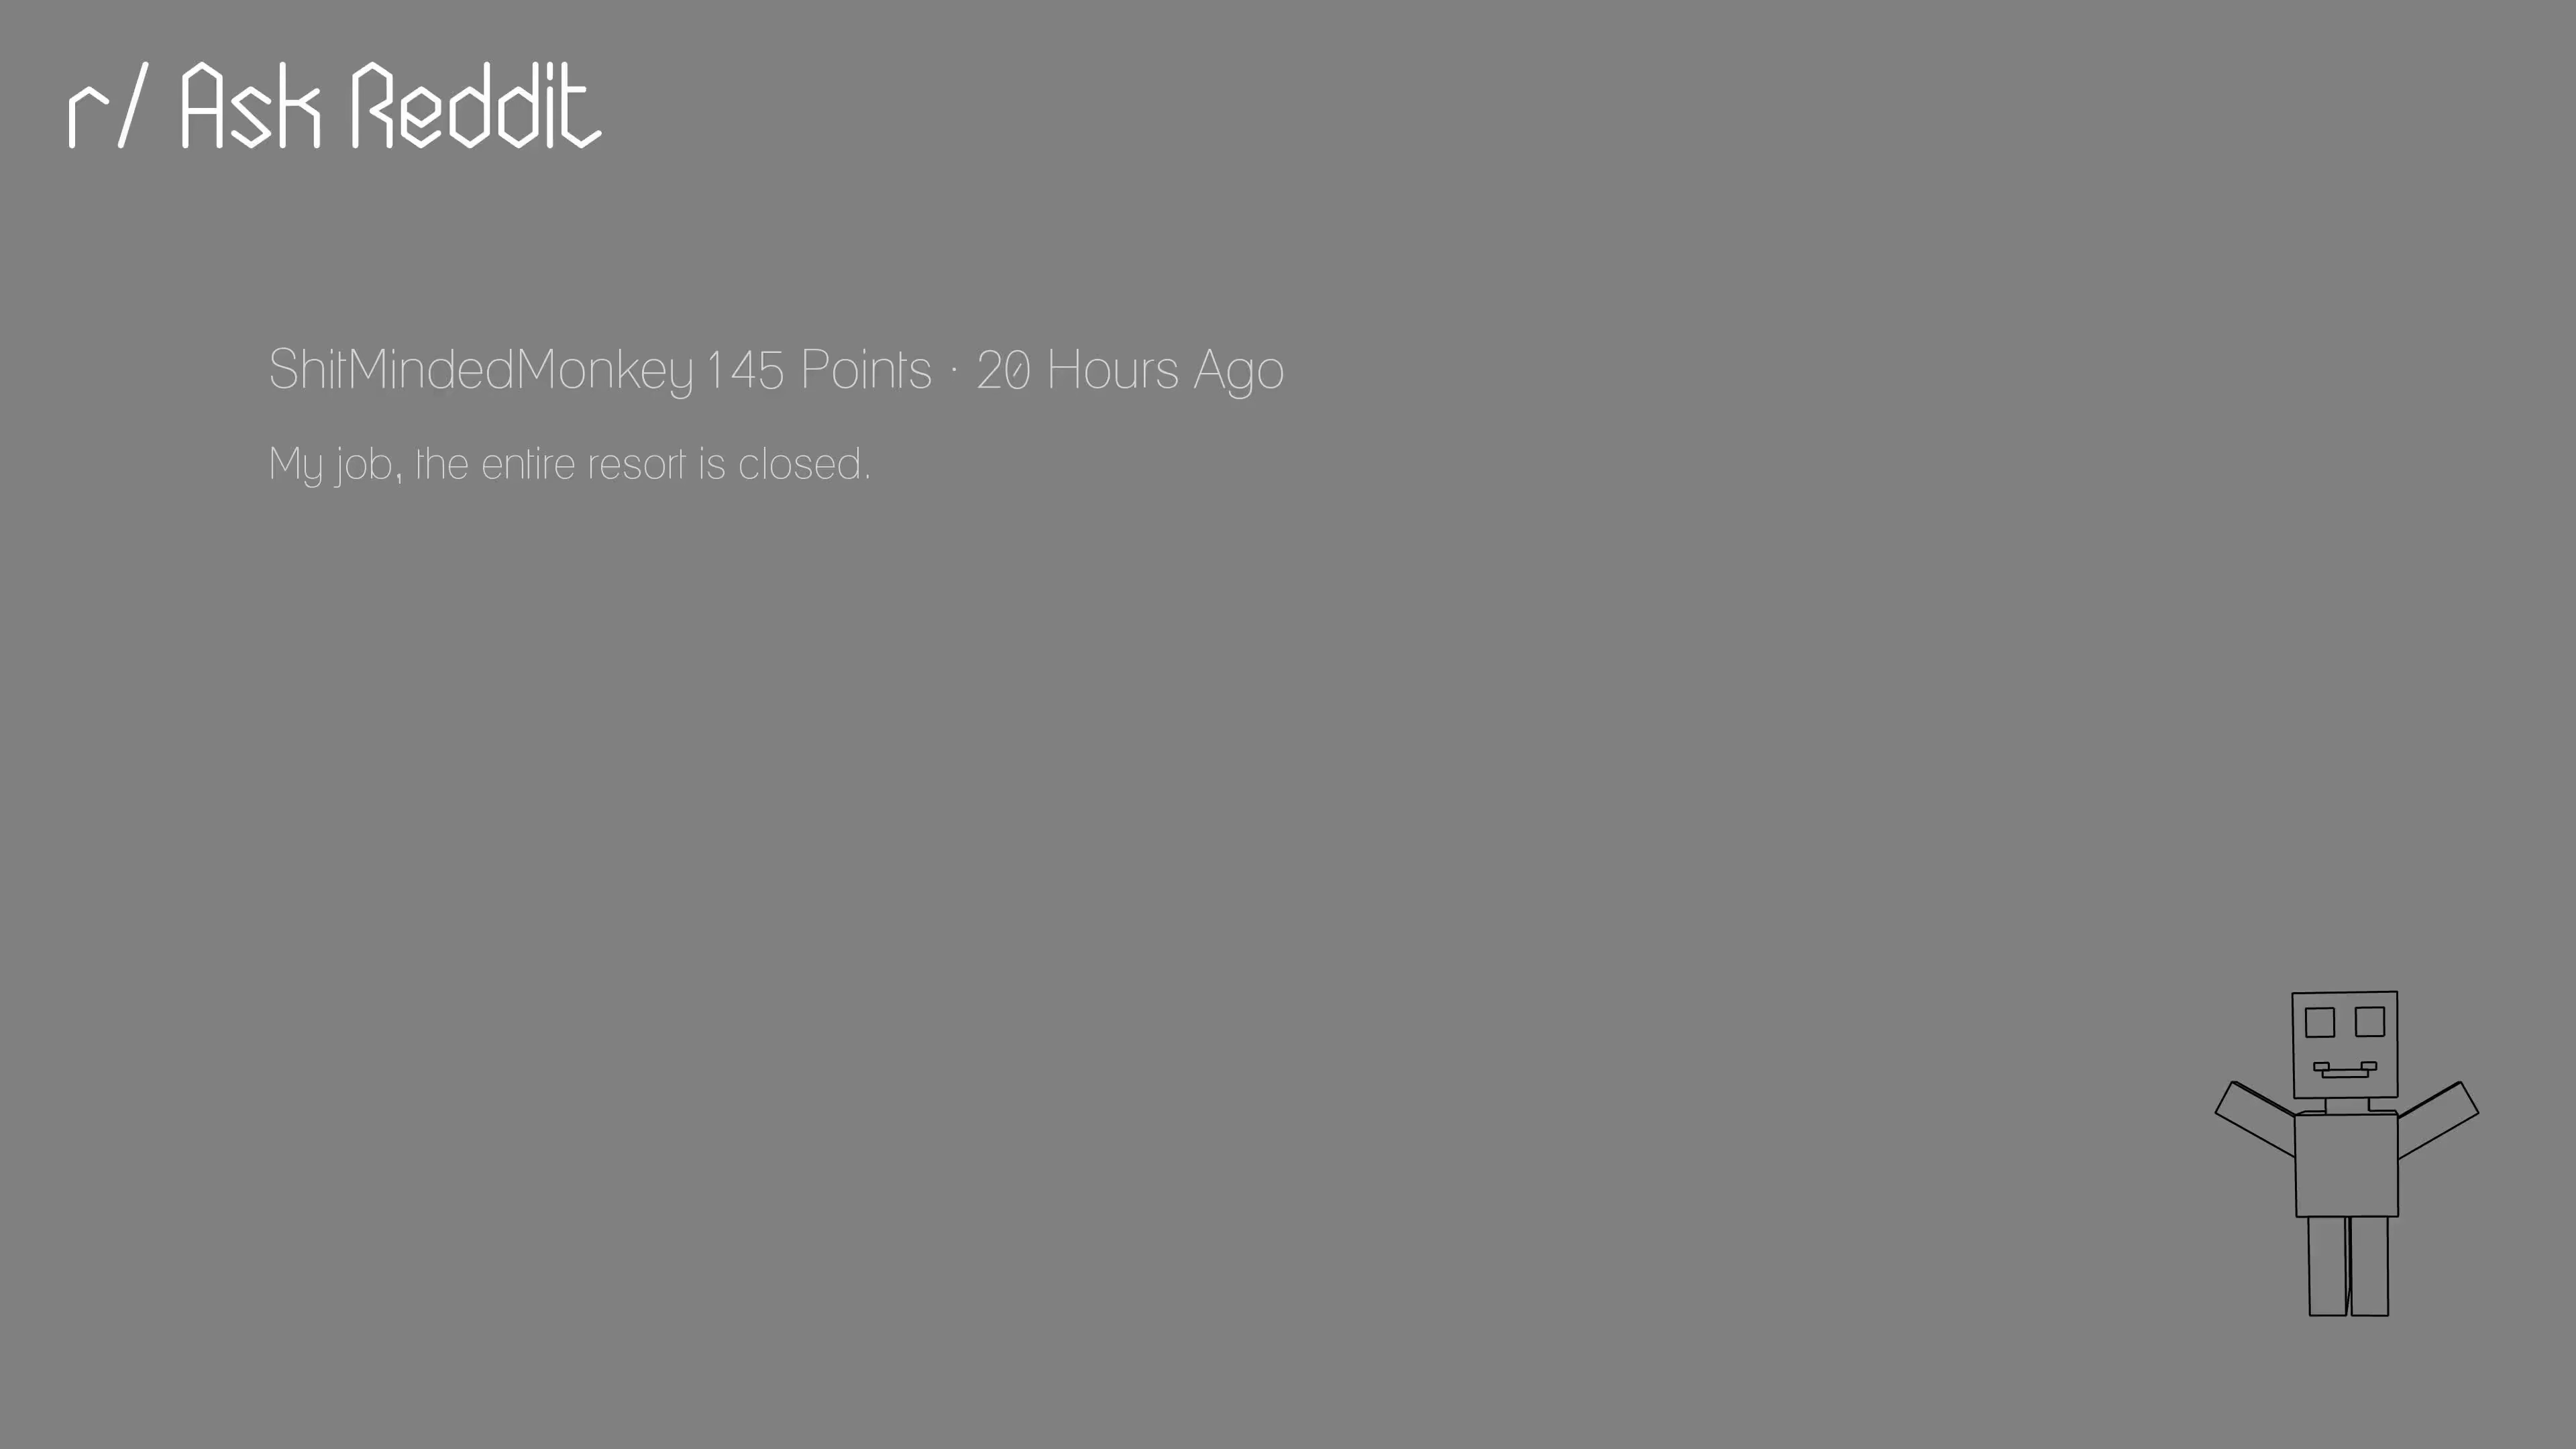 r/ Ask Reddit
ShitMindedMonkey 145 Points · 20 Hours Ago
My job, the entire resort is closed.